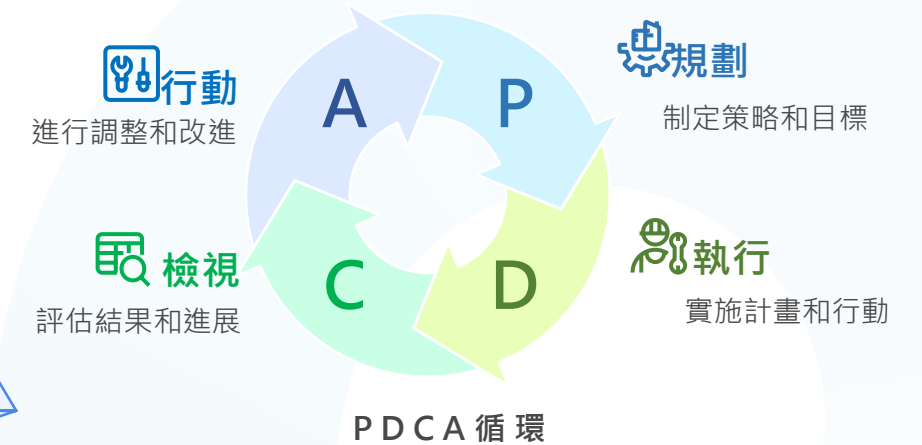 行動
進行調整和改進
A
P
規劃
制定策略和目標
檢視
評估結果和進展
C
D
執行
實施計畫和行動
PDCA循環